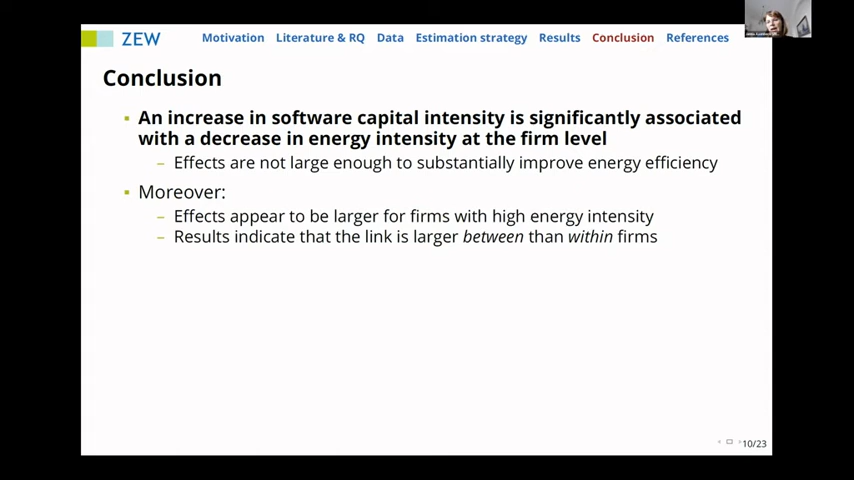 ZEW Motivation Literature & RQ Data Estimation strategy Results Conclusion References
Conclusion
An increase in software capital intensity is significantly associated
with a decrease in energy intensity at the firm level
– Effects are not large enough to substantially improve energy efficiency
Moreover:
– Effects appear to be larger for firms with high energy intensity
– Results indicate that the link is larger between than within firms
10/23